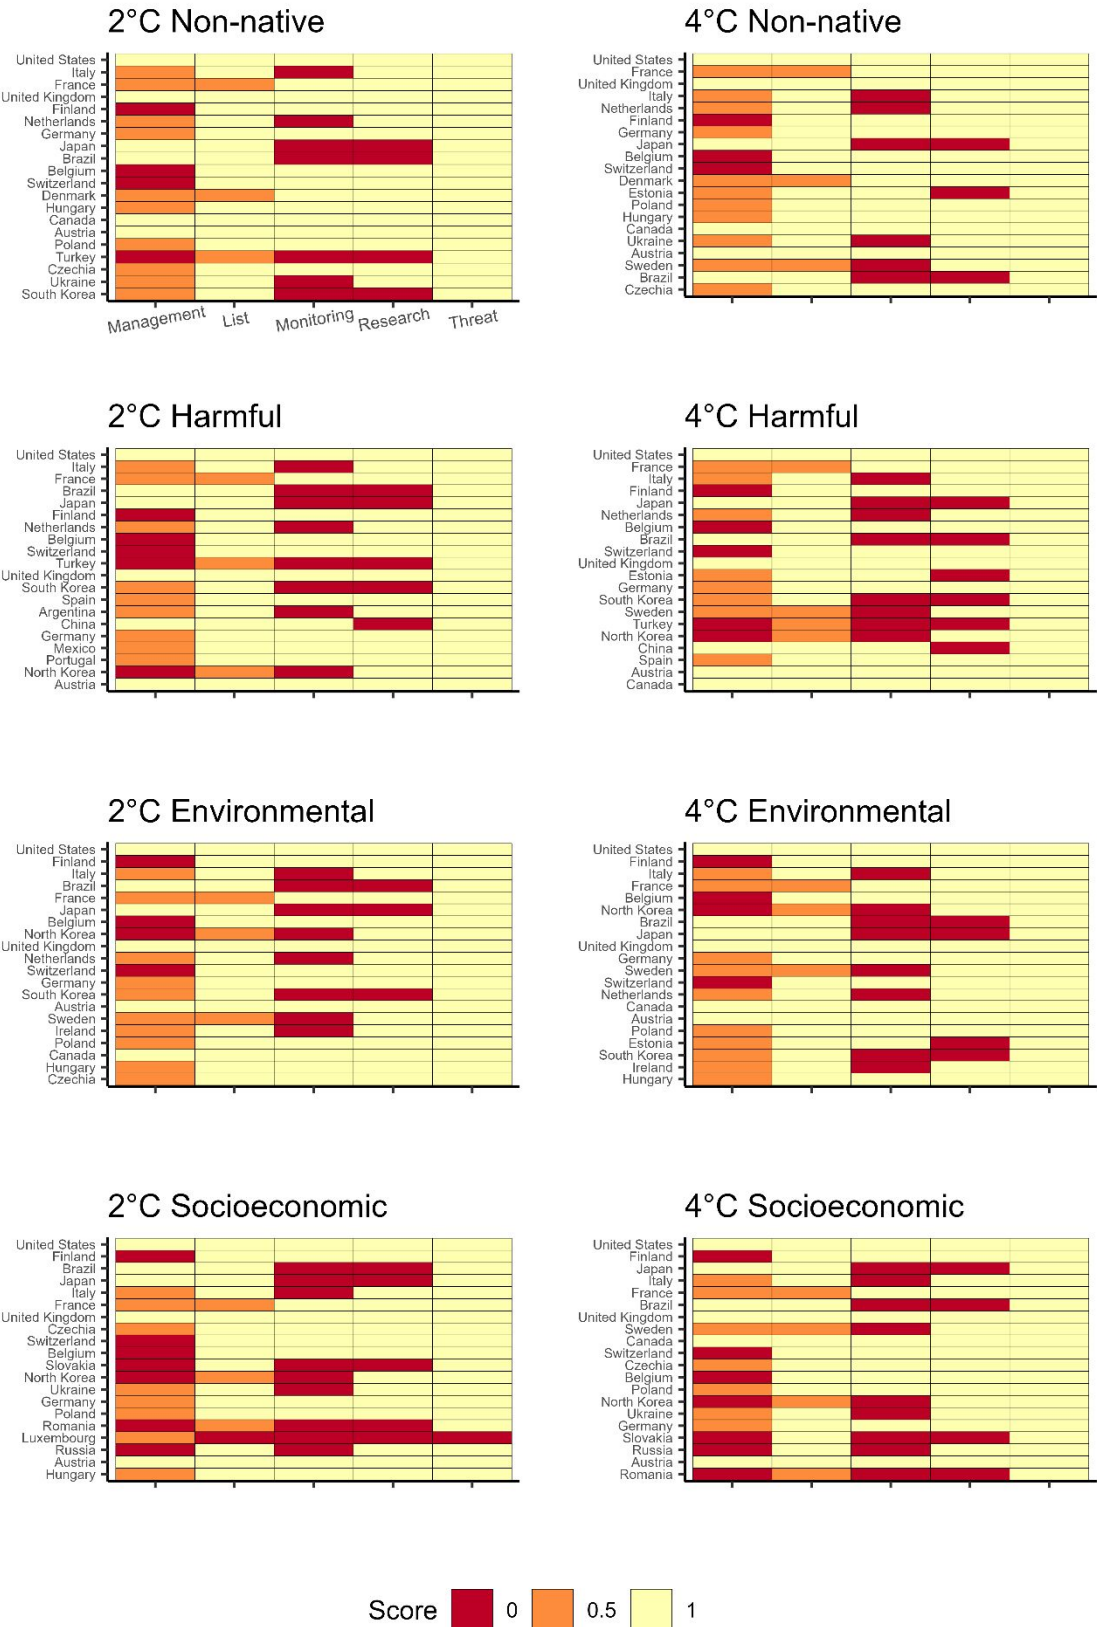 2°C Non-native
United States
Italy
France
United Kingdom
Finland
Netherlands
Germany
Japan
Brazil
Belgium
Switzerland
Denmark
Hungary
Canada
Austria
Poland
Turkey
Czechia
Ukraine
South Korea
Management List Monitoring Research Threat
4°C Non-native
United States
France
United Kingdom
Italy
Netherlands
Finland
Germany
Japan
Belgium
Switzerland
Denmark
Estonia
Poland
Hungary
Canada
Ukraine
Austria
Sweden
Brazil
Czechia
2°C Harmful
United States
Italy
France
Brazil
Japan
Finland
Netherlands
Belgium
Switzerland
Turkey
United Kingdom
South Korea
Spain
Argentina
China
Germany
Mexico
Portugal
North Korea
Austria
4°C Harmful
United States
France
Italy
Finland
Japan
Netherlands
Belgium
Brazil
Switzerland
United Kingdom
Estonia
Germany
South Korea
Sweden
Turkey
North Korea
China
Spain
Austria
Canada
2°C Environmental
United States
Finland
Italy
Brazil
France
Japan
Belgium
North Korea
United Kingdom
Netherlands
Switzerland
Germany
South Korea
Austria
Sweden
Ireland
Poland
Canada
Hungary
Czechia
4°C Environmental
United States
Finland
Italy
France
Belgium
North Korea
Brazil
Japan
United Kingdom
Germany
Sweden
Switzerland
Netherlands
Canada
Austria
Poland
Estonia
South Korea
Ireland
Hungary
2°C Socioeconomic
United States
Finland
Brazil
Japan
Italy
France
United Kingdom
Czechia
Switzerland
Belgium
Slovakia
North Korea
Ukraine
Germany
Poland
Romania
Luxembourg
Russia
Austria
Hungary
4°C Socioeconomic
United States
Finland
Japan
Italy
France
Brazil
United Kingdom
Sweden
Canada
Switzerland
Czechia
Belgium
Poland
North Korea
Ukraine
Germany
Slovakia
Russia
Austria
Romania
Score 0 0.5 1